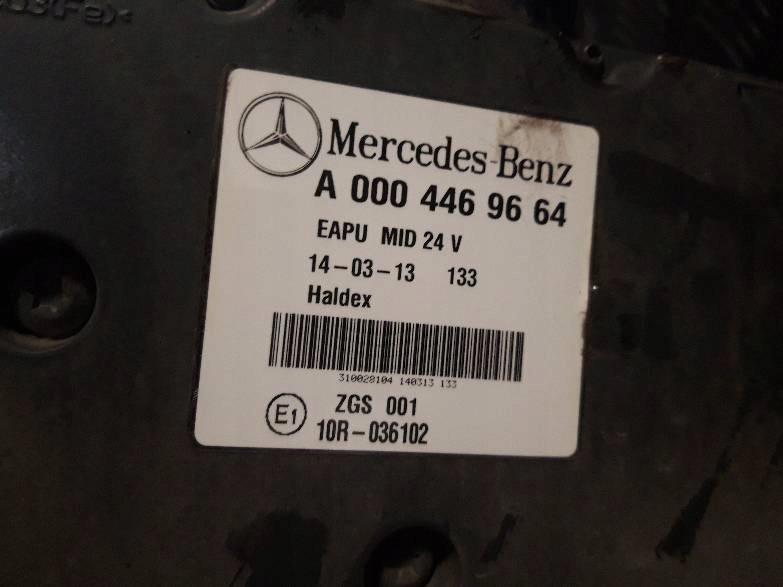 Mercedes-Benz
A 000 446 96 64
EAPU MID 24 V
14-03-13 133
Haldex
310028104 140313 133
E1
ZGS 001
10R-036102